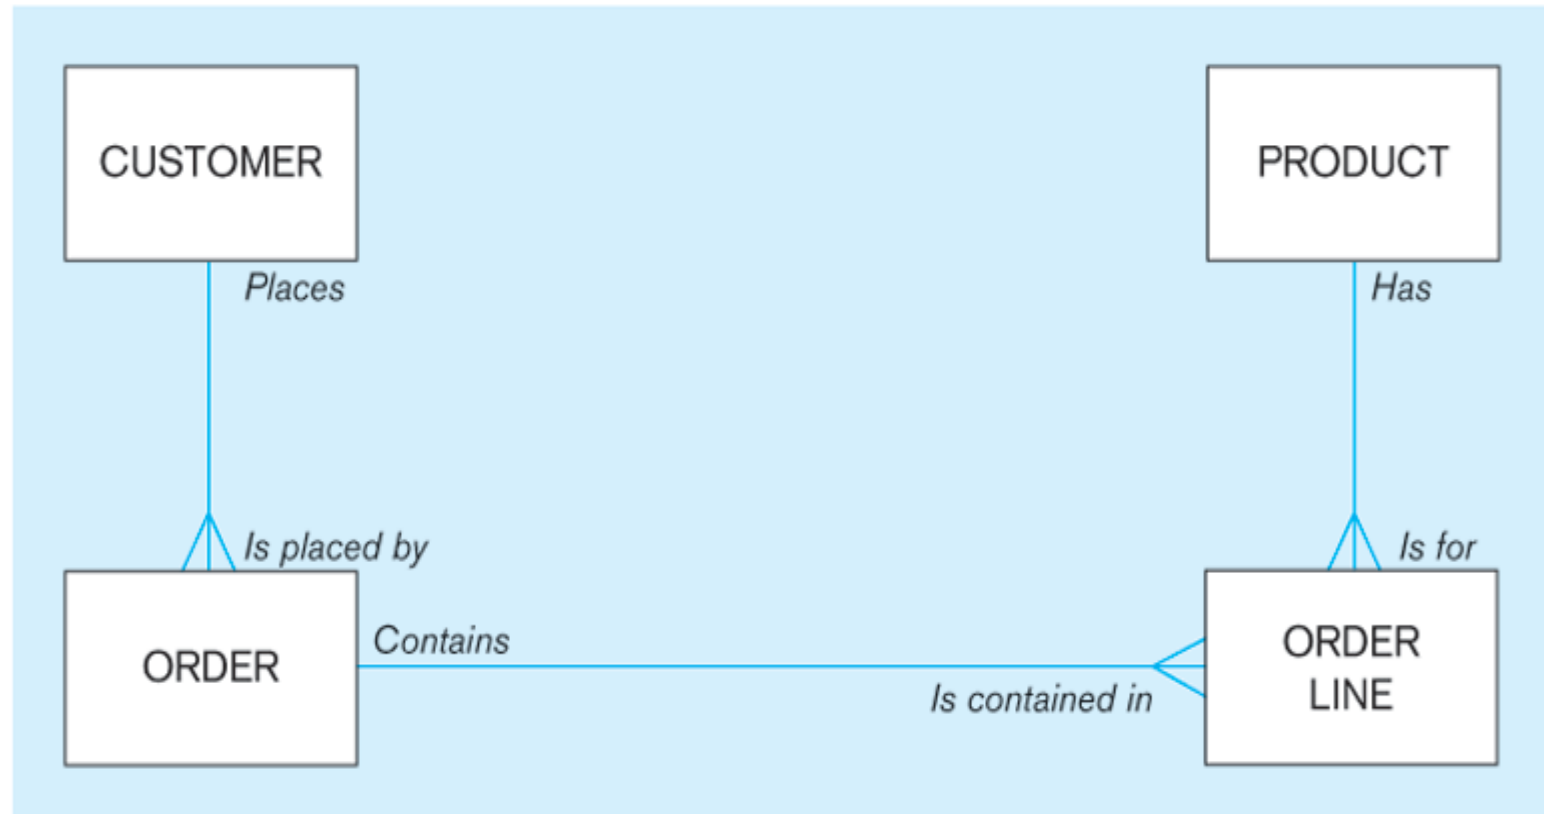 CUSTOMER
PRODUCT
Places
Has
Is placed by
Is for
ORDER
Contains
Is contained in
ORDER
LINE